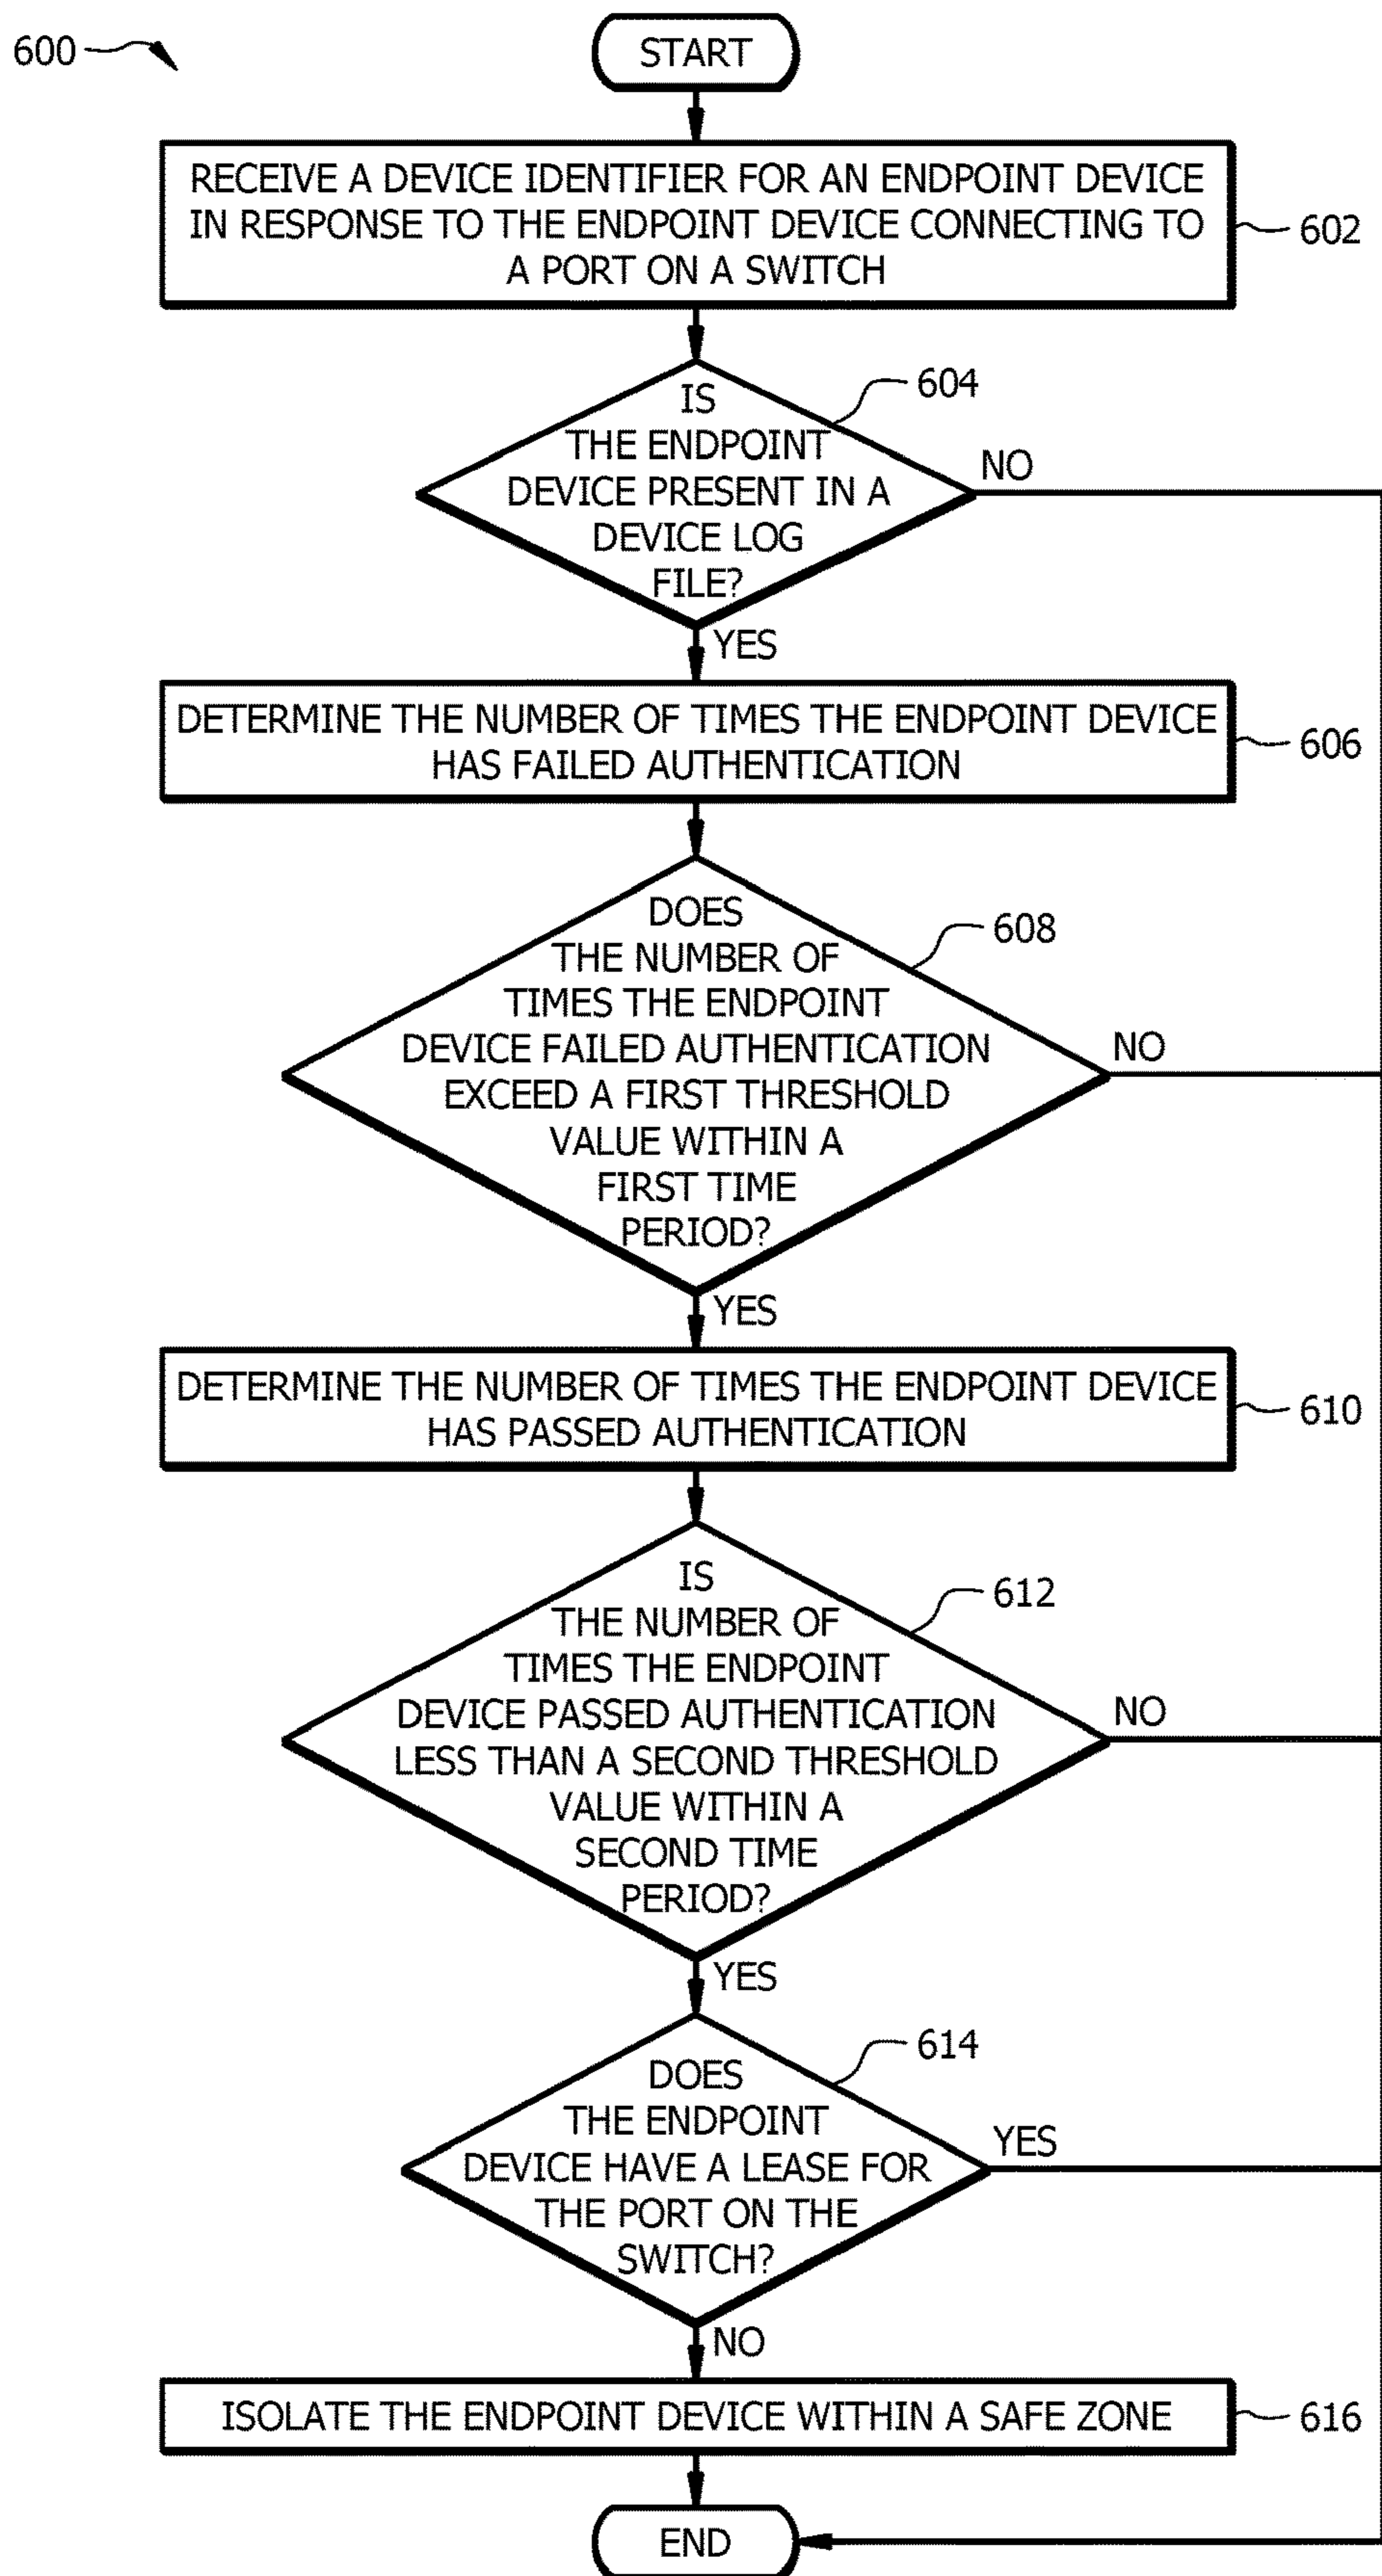 600
START
RECEIVE A DEVICE IDENTIFIER FOR AN ENDPOINT DEVICE
IN RESPONSE TO THE ENDPOINT DEVICE CONNECTING TO
A PORT ON A SWITCH
602
IS
THE ENDPOINT
DEVICE PRESENT IN A
DEVICE LOG
FILE?
604
NO
YES
DETERMINE THE NUMBER OF TIMES THE ENDPOINT DEVICE
HAS FAILED AUTHENTICATION
606
DOES
THE NUMBER OF
TIMES THE ENDPOINT
DEVICE FAILED AUTHENTICATION
EXCEED A FIRST THRESHOLD
VALUE WITHIN A
FIRST TIME
PERIOD?
608
NO
YES
DETERMINE THE NUMBER OF TIMES THE ENDPOINT DEVICE
HAS PASSED AUTHENTICATION
610
IS
THE NUMBER OF
TIMES THE ENDPOINT
DEVICE PASSED AUTHENTICATION
LESS THAN A SECOND THRESHOLD
VALUE WITHIN A
SECOND TIME
PERIOD?
612
NO
YES
DOES
THE ENDPOINT
DEVICE HAVE A LEASE FOR
THE PORT ON THE
SWITCH?
614
YES
NO
ISOLATE THE ENDPOINT DEVICE WITHIN A SAFE ZONE
616
END